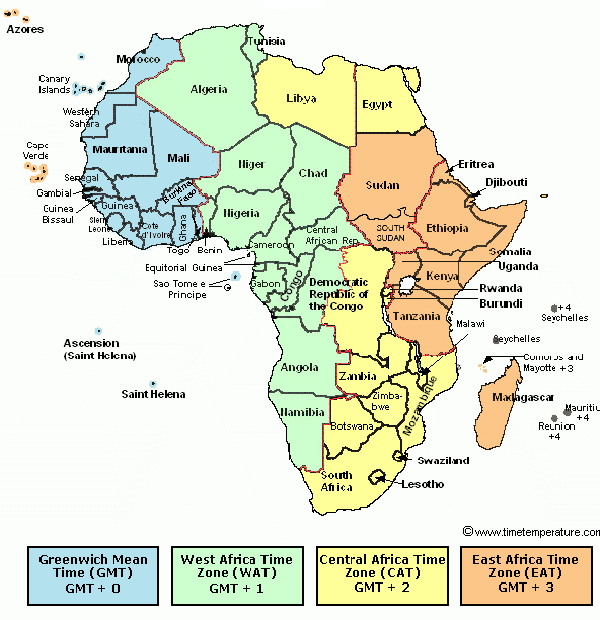 Azores
Tunisia
Morocco
Canary
Islands
Algeria
Libya
Egypt
Western
Sahara
Cape
Verde
Mauritania
Mali
Niger
Chad
Sudan
Eritrea
Djibouti
Senegal
Gambial
Guinea
Bissau
Guinea
Burkina
Faso
Sierra
Leone
Liberia
Cote
d'Ivoire
Ghana
Togo
Benin
Nigeria
Cameroon
Central
African Rep.
SOUTH
SUDAN
Ethiopia
Somalia
Uganda
Equitorial Guinea
Sao Tome e
Principe
Gabon
Congo
Democratic
Republic of
the Congo
Kenya
Rwanda
Burundi
Tanzania
Malawi
+ 4
Seychelles
Seychelles
Ascension
(Saint Helena)
Saint Helena
Comoros and
Mayotte + 3
Angola
Zambia
Zimba-
bwe
Mozambique
Madagascar
Mauritiu
+4
Reunion
+4
Namibia
Botswana
Swaziland
Lesotho
South
Africa
© www.timetemperature.com
Greenwich Mean
Time (GMT)
GMT + 0
West Africa Time
Zone (WAT)
GMT + 1
Central Africa Time
Zone (CAT)
GMT + 2
East Africa Time
Zone (EAT)
GMT + 3